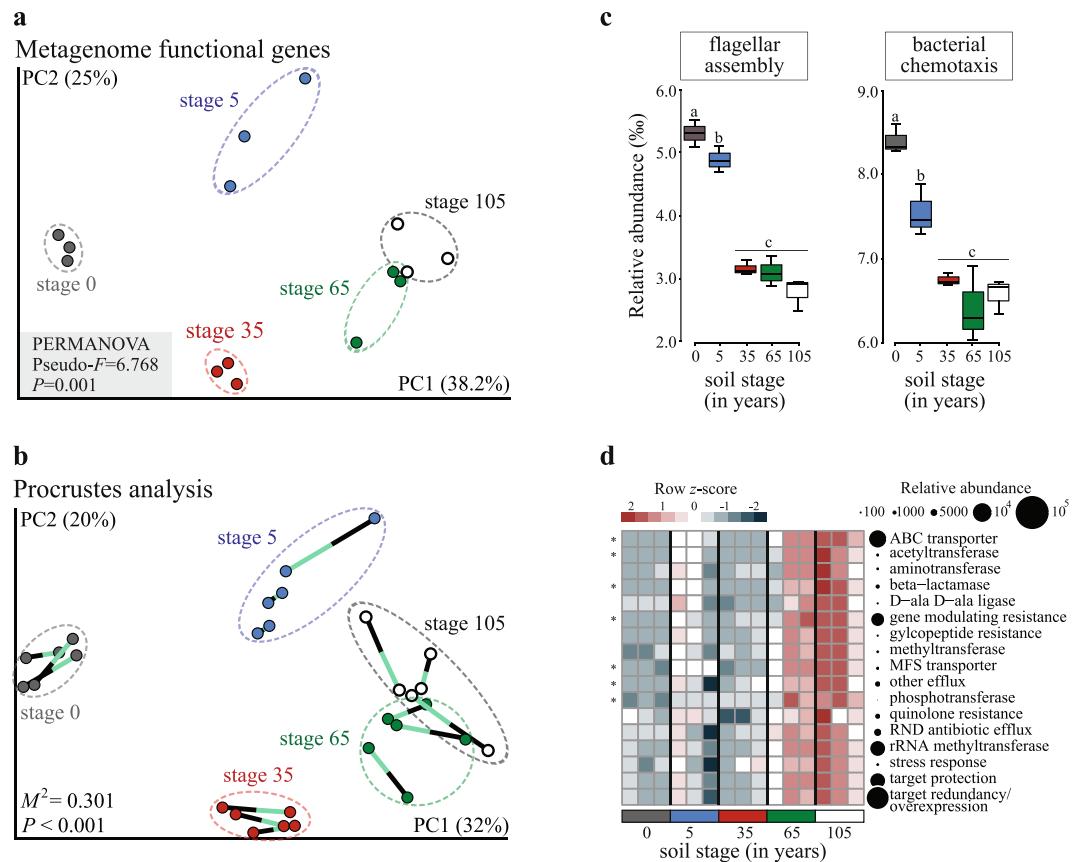 a
Metagenome functional genes
PC2 (25%)
stage 5
stage 105
stage 0
stage 65
stage 35
PERMANOVA
Pseudo-F=6.768
P=0.001
PC1 (38.2%)
b
Procrustes analysis
PC2 (20%)
stage 5
stage 105
stage 0
stage 65
stage 35
M²= 0.301
P < 0.001
PC1 (32%)
c
flagellar
assembly
bacterial
chemotaxis
Relative abundance (‰)
6.0
5.0
4.0
3.0
2.0
a
b
c
0 5 35 65 105
soil stage
(in years)
9.0
8.0
7.0
6.0
a
b
c
0 5 35 65 105
soil stage
(in years)
d
Row z-score
2 1 0 -1 -2
Relative abundance
100 1000 5000 10⁴ 10⁵
* ABC transporter
* acetyltransferase
aminotransferase
* beta−lactamase
D−ala D−ala ligase
* gene modulating resistance
gylcopeptide resistance
methyltransferase
* MFS transporter
* other efflux
* phosphotransferase
quinolone resistance
RND antibiotic efflux
rRNA methyltransferase
stress response
target protection
target redundancy/
overexpression
0 5 35 65 105
soil stage (in years)